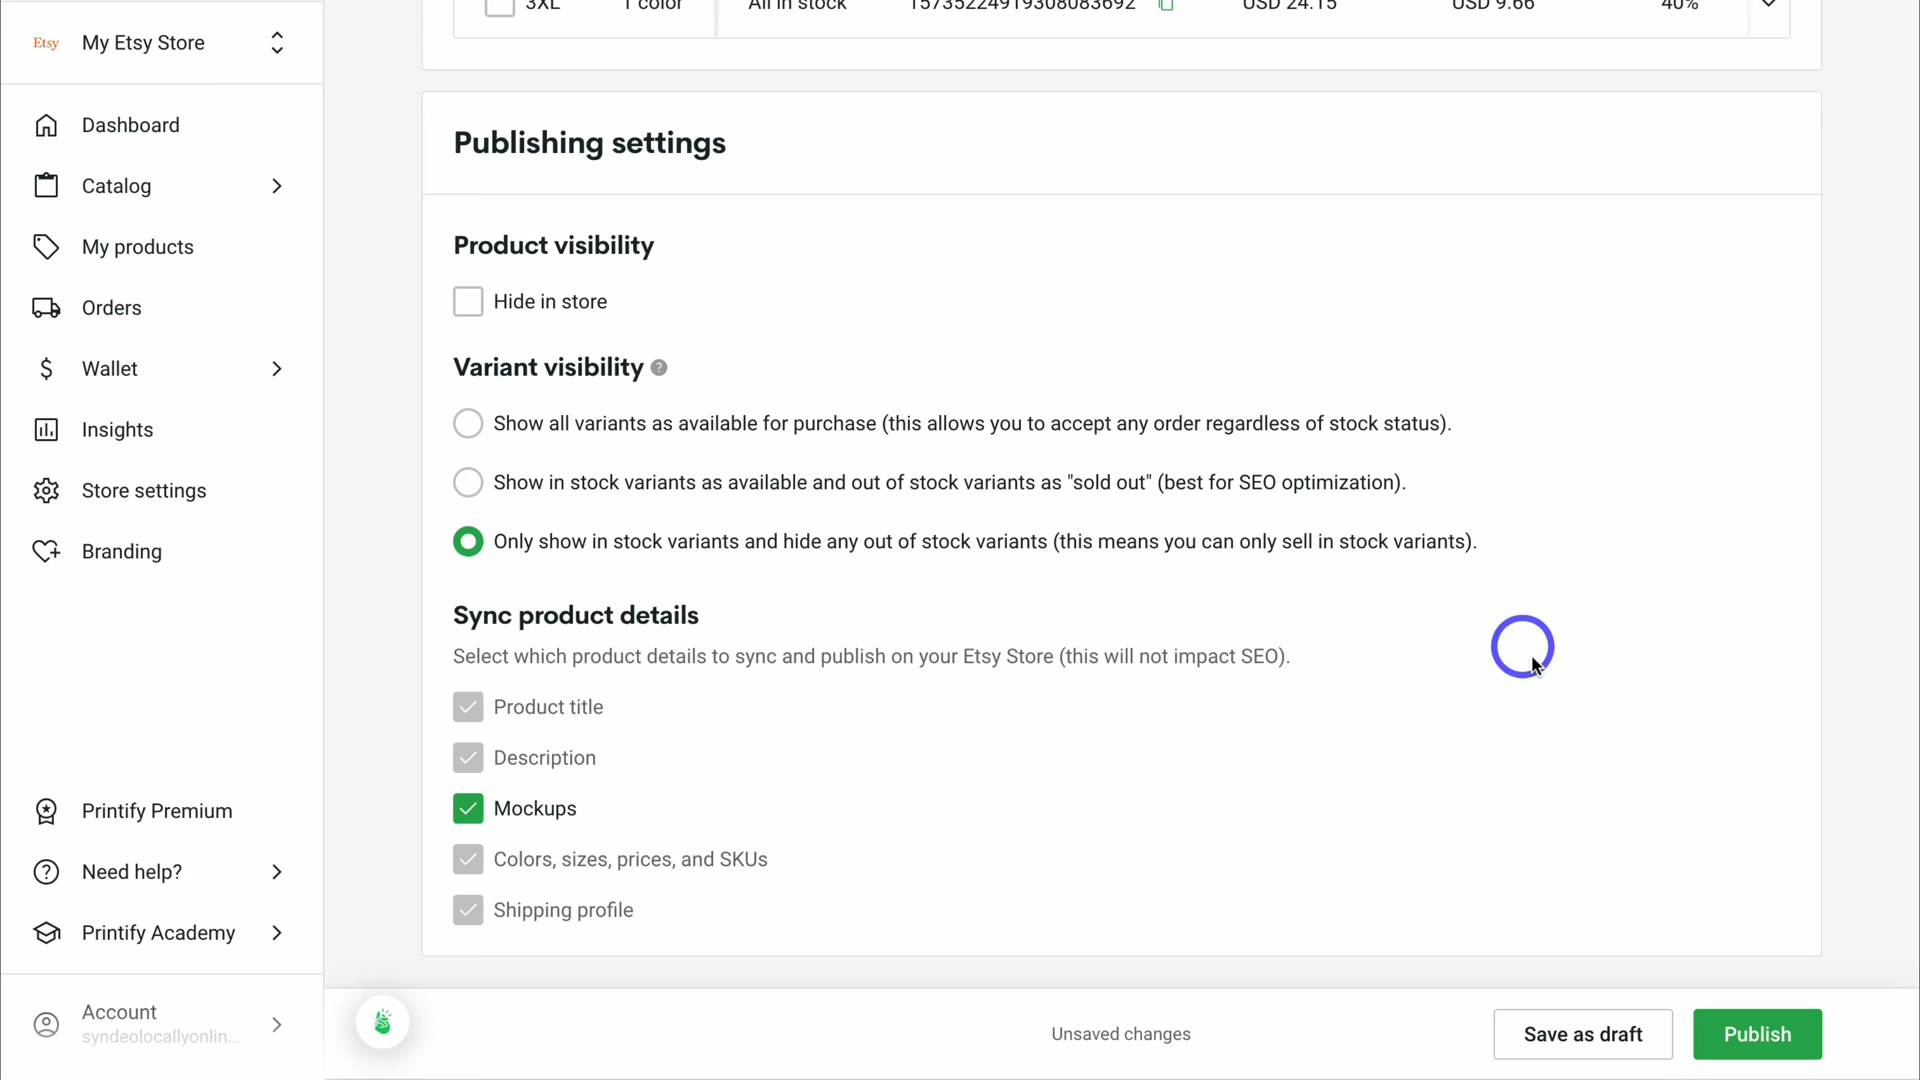 Etsy My Etsy Store
3XL 1 color All in stock 15735224919308083692 USD 24.15 USD 9.66 40%
Dashboard
Catalog
My products
Orders
$ Wallet
Insights
Store settings
Branding
Printify Premium
? Need help?
Printify Academy
Account
syndeolocallyonlin...
Publishing settings
Product visibility
Hide in store
Variant visibility ?
Show all variants as available for purchase (this allows you to accept any order regardless of stock status).
Show in stock variants as available and out of stock variants as "sold out" (best for SEO optimization).
Only show in stock variants and hide any out of stock variants (this means you can only sell in stock variants).
Sync product details
Select which product details to sync and publish on your Etsy Store (this will not impact SEO).
Product title
Description
Mockups
Colors, sizes, prices, and SKUs
Shipping profile
Unsaved changes
Save as draft
Publish